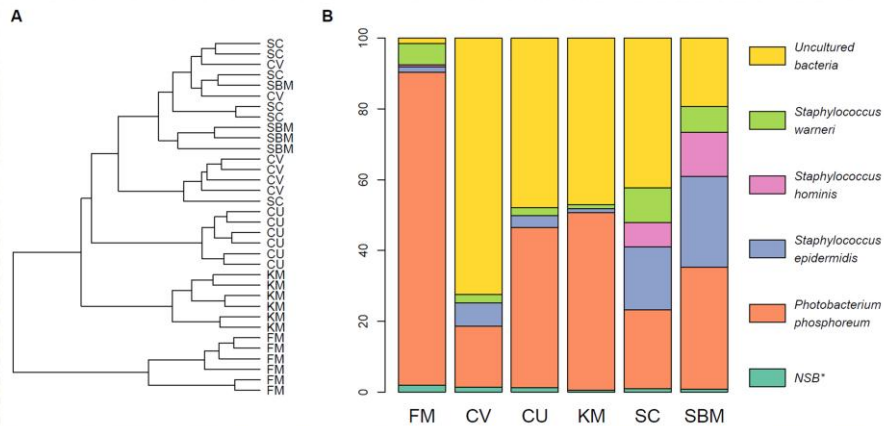 A
SC
SC
CV
SC
SBM
CV
SC
SC
SBM
SBM
SBM
CV
CV
CV
CV
SC
CU
CU
CU
CU
CU
CU
KM
KM
KM
KM
KM
KM
FM
FM
FM
FM
FM
FM
B
100
80
60
40
20
0
FM CV CU KM SC SBM
Uncultured
bacteria
Staphylococcus
warneri
Staphylococcus
hominis
Staphylococcus
epidermidis
Photobacterium
phosphoreum
NSB*